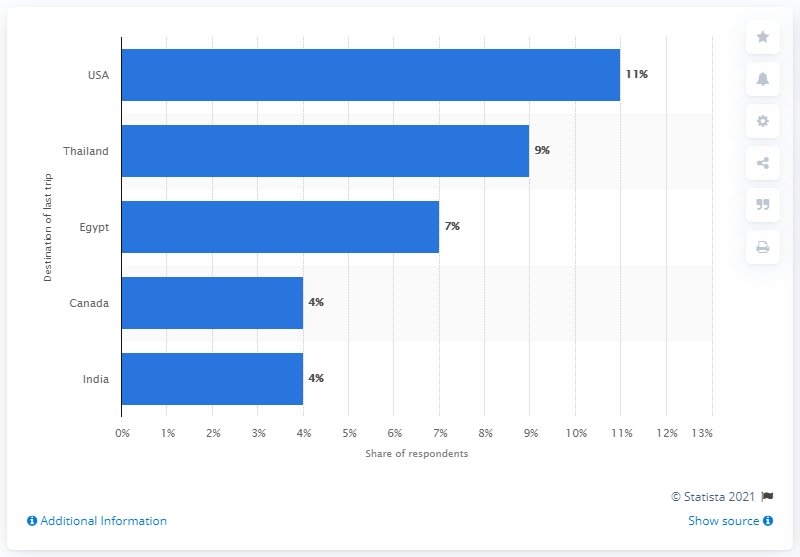 USA
11%
Thailand
9%
Egypt
7%
Canada
4%
India
4%
Destination of last trip
0% 1% 2% 3% 4% 5% 6% 7% 8% 9% 10% 11% 12% 13%
Share of respondents
© Statista 2021
Additional Information
Show source